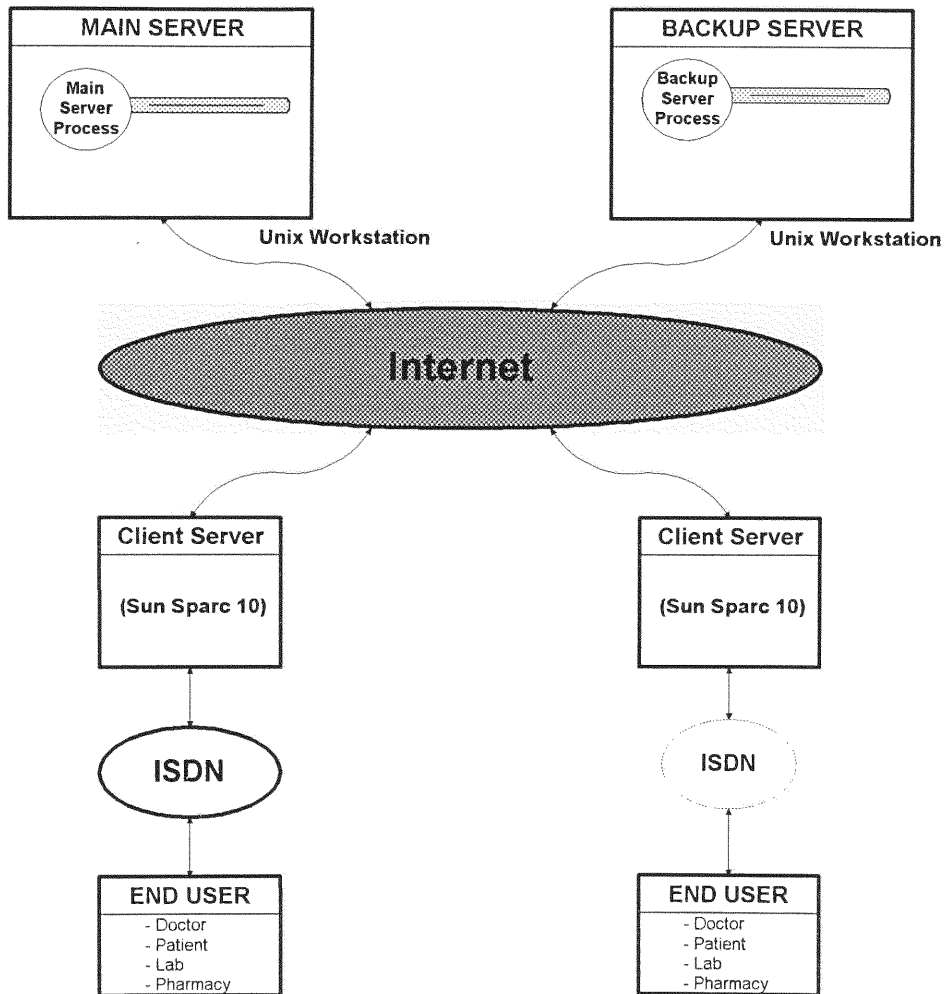 MAIN SERVER
Main
Server
Process
Unix Workstation
BACKUP SERVER
Backup
Server
Process
Unix Workstation
Internet
Client Server
(Sun Sparc 10)
Client Server
(Sun Sparc 10)
ISDN
ISDN
END USER
- Doctor
- Patient
- Lab
- Pharmacy
END USER
- Doctor
- Patient
- Lab
- Pharmacy